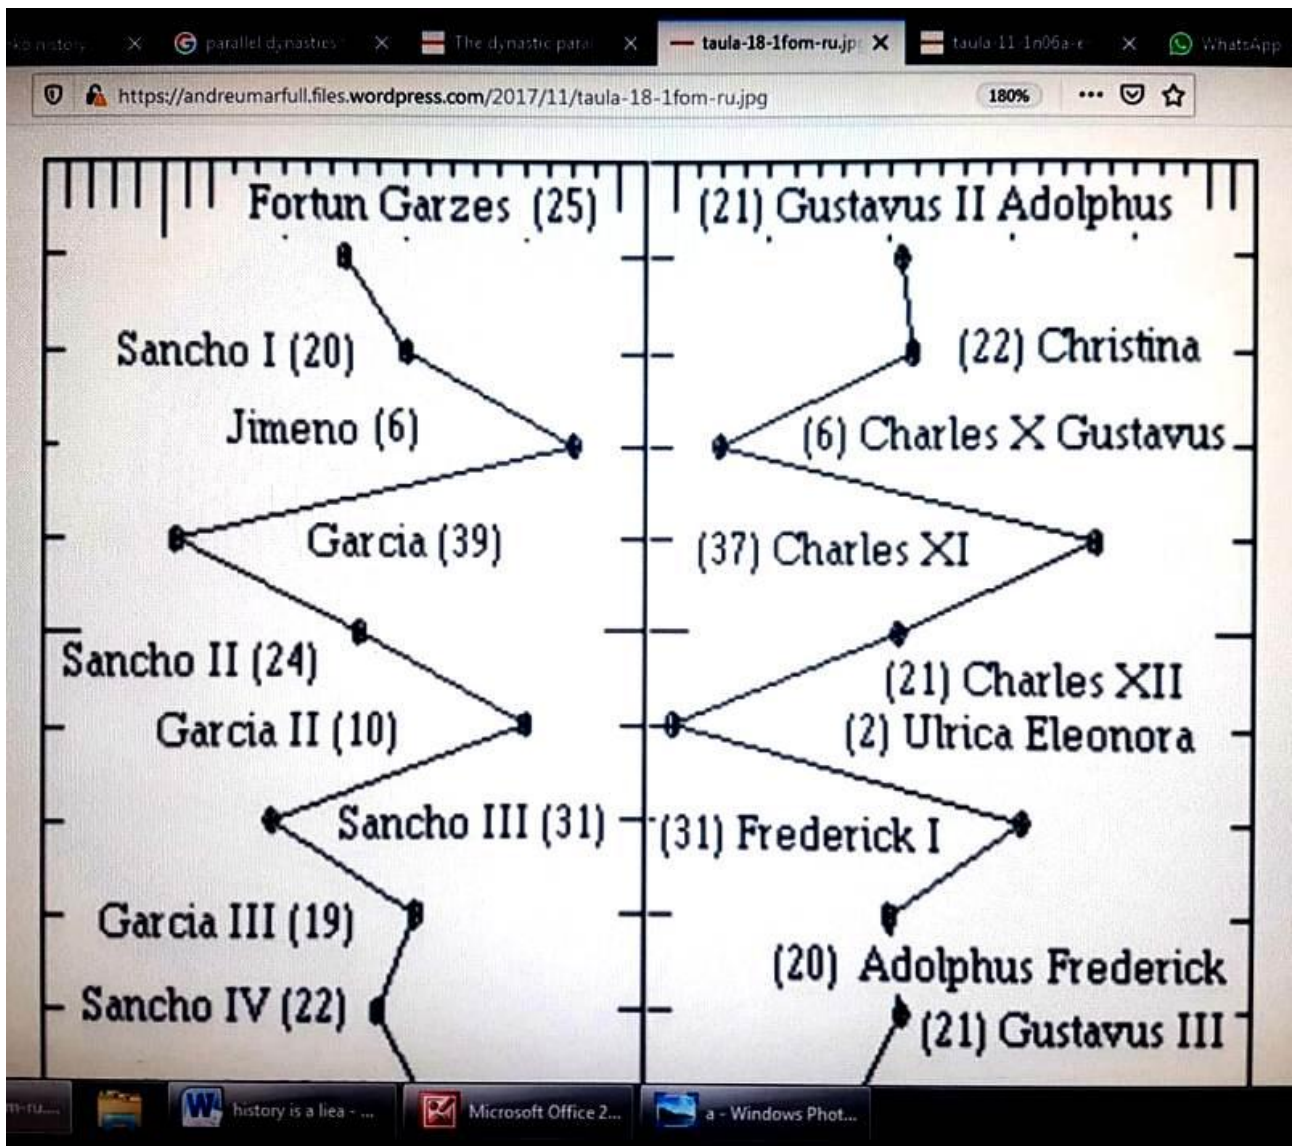 parallel dynasties
The dynastic paral
taula-18-1fom-ru.jp
taula-11-1n06a-e
WhatsApp
https://andreumarfull.files.wordpress.com/2017/11/taula-18-1fom-ru.jpg
180%
Fortun Garzes (25)
(21) Gustavus II Adolphus
Sancho I (20)
(22) Christina
Jimeno (6)
(6) Charles X Gustavus
Garcia (39)
(37) Charles XI
Sancho II (24)
(21) Charles XII
Garcia II (10)
(2) Ulrica Eleonora
Sancho III (31)
(31) Frederick I
Garcia III (19)
(20) Adolphus Frederick
Sancho IV (22)
(21) Gustavus III
m-ru....
history is a liea - ...
Microsoft Office 2...
a - Windows Phot...